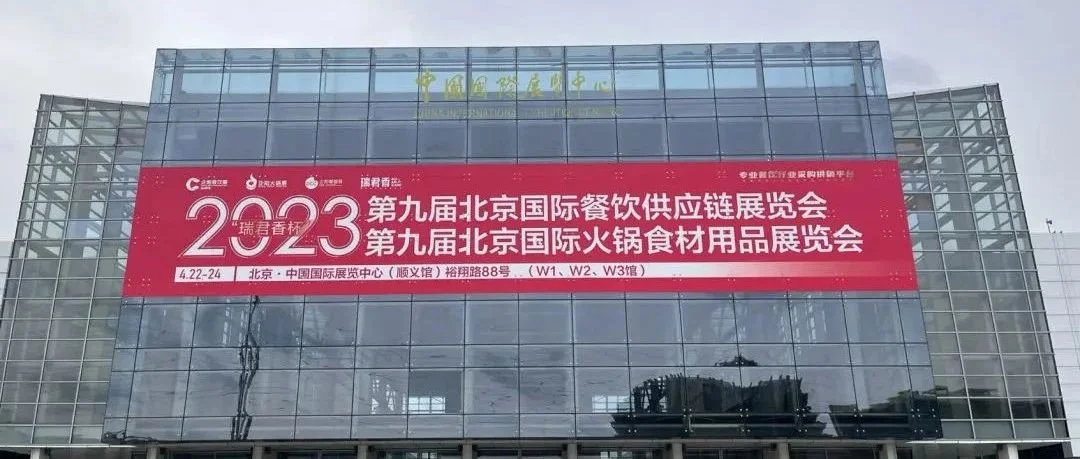 中国国际展览中心
瑞君香
专业餐饮行业采购供销平台
2023
"瑞君香杯"
第九届北京国际餐饮供应链展览会
第九届北京国际火锅食材用品展览会
4.22-24
北京·中国国际展览中心（顺义馆）裕翔路88号 （W1、W2、W3馆）